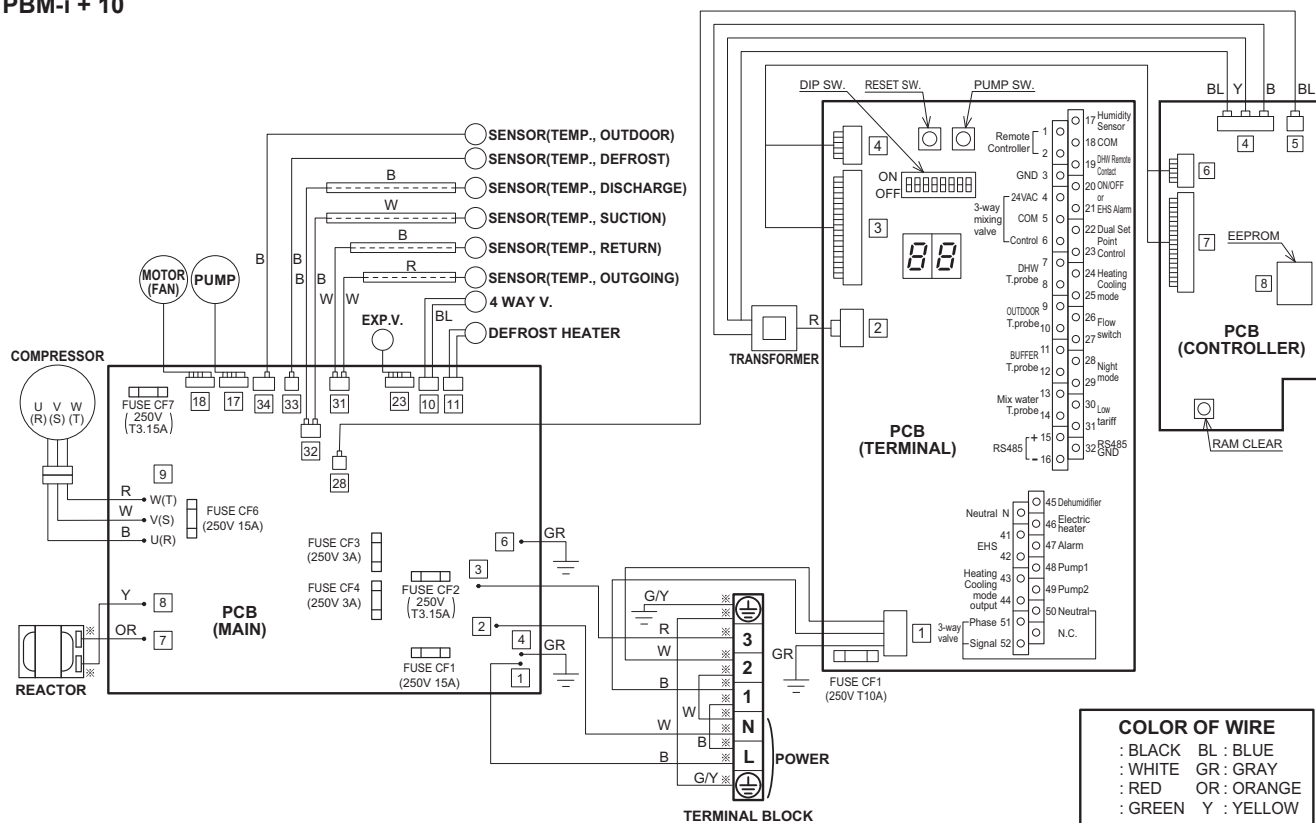 PBM-i + 10
SENSOR(TEMP., OUTDOOR)
SENSOR(TEMP., DEFROST)
B
SENSOR(TEMP., DISCHARGE)
W
SENSOR(TEMP., SUCTION)
B
SENSOR(TEMP., RETURN)
R
SENSOR(TEMP., OUTGOING)
4 WAY V.
BL
DEFROST HEATER
B
B
B
B
W
W
MOTOR
(FAN)
PUMP
EXP.V.
COMPRESSOR
U V W
(R) (S) (T)
FUSE CF7
( 250V
T3.15A)
18
17
34
33
31
23
10
11
32
28
9
R
W(T)
W
V(S)
B
U(R)
FUSE CF6
(250V 15A)
FUSE CF3
(250V 3A)
FUSE CF4
(250V 3A)
FUSE CF2
( 250V
T3.15A)
6
GR
3
2
4
GR
1
FUSE CF1
(250V 15A)
Y
8
OR
7
※
※
REACTOR
PCB
(MAIN)
G/Y
※
※
R
※
3
W
※
2
※
B
※
1
※
W
※
W
※
N
B
※
B
※
L
G/Y
※
POWER
TERMINAL BLOCK
TRANSFORMER
R
2
DIP SW.
RESET SW.
PUMP SW.
4
ON
OFF
3
88
PCB
(TERMINAL)
Remote
Controller
1
2
GND 3
3-way
mixing
valve
24VAC 4
COM 5
Control 6
DHW
T.probe
7
8
OUTDOOR
T.probe
9
10
BUFFER
T.probe
11
12
Mix water
T.probe
13
14
RS485
+ 15
- 16
17 Humidity
Sensor
18 COM
19 DHW Remote
Contact
20 ON/OFF
or
21 EHS Alarm
22 Dual Set
Point
23 Control
24 Heating
Cooling
25 mode
26 Flow
27 switch
28 Night
29 mode
30 Low
31 tariff
32 RS485
GND
Neutral N
EHS
41
42
Heating
Cooling
mode
output
43
44
3-way
valve
Phase 51
Signal 52
45 Dehumidifier
46 Electric
heater
47 Alarm
48 Pump1
49 Pump2
50 Neutral
N.C.
1
GR
FUSE CF1
(250V T10A)
BL Y B BL
4
5
6
7
EEPROM
8
PCB
(CONTROLLER)
RAM CLEAR
COLOR OF WIRE
: BLACK BL : BLUE
: WHITE GR : GRAY
: RED OR : ORANGE
: GREEN Y : YELLOW